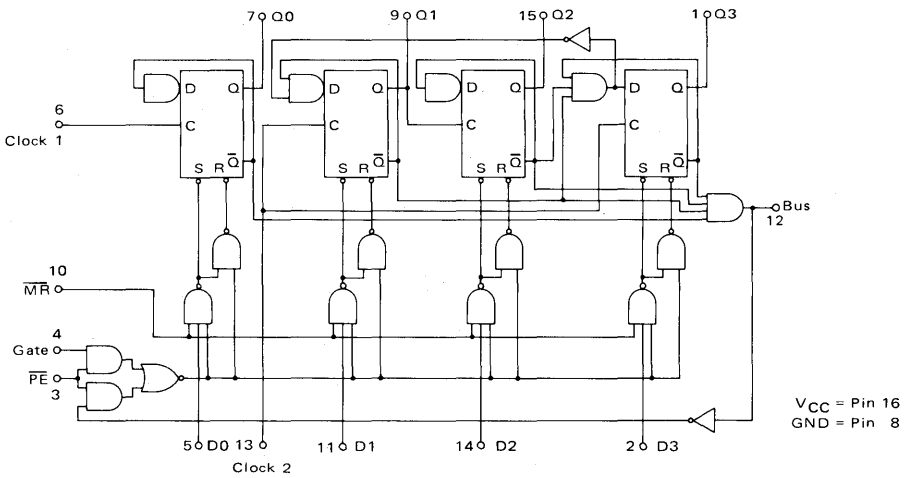 7 Q0
9 Q1
15 Q2
1 Q3
D Q
C
S R Q̅
D Q
C
S R Q̅
D Q
C
S R Q̅
D Q
C
S R Q̅
6
Clock 1
Bus
12
10
M̅R̅
4
Gate
P̅E̅
3
5 D0
13
Clock 2
11 D1
14 D2
2 D3
VCC = Pin 16
GND = Pin 8